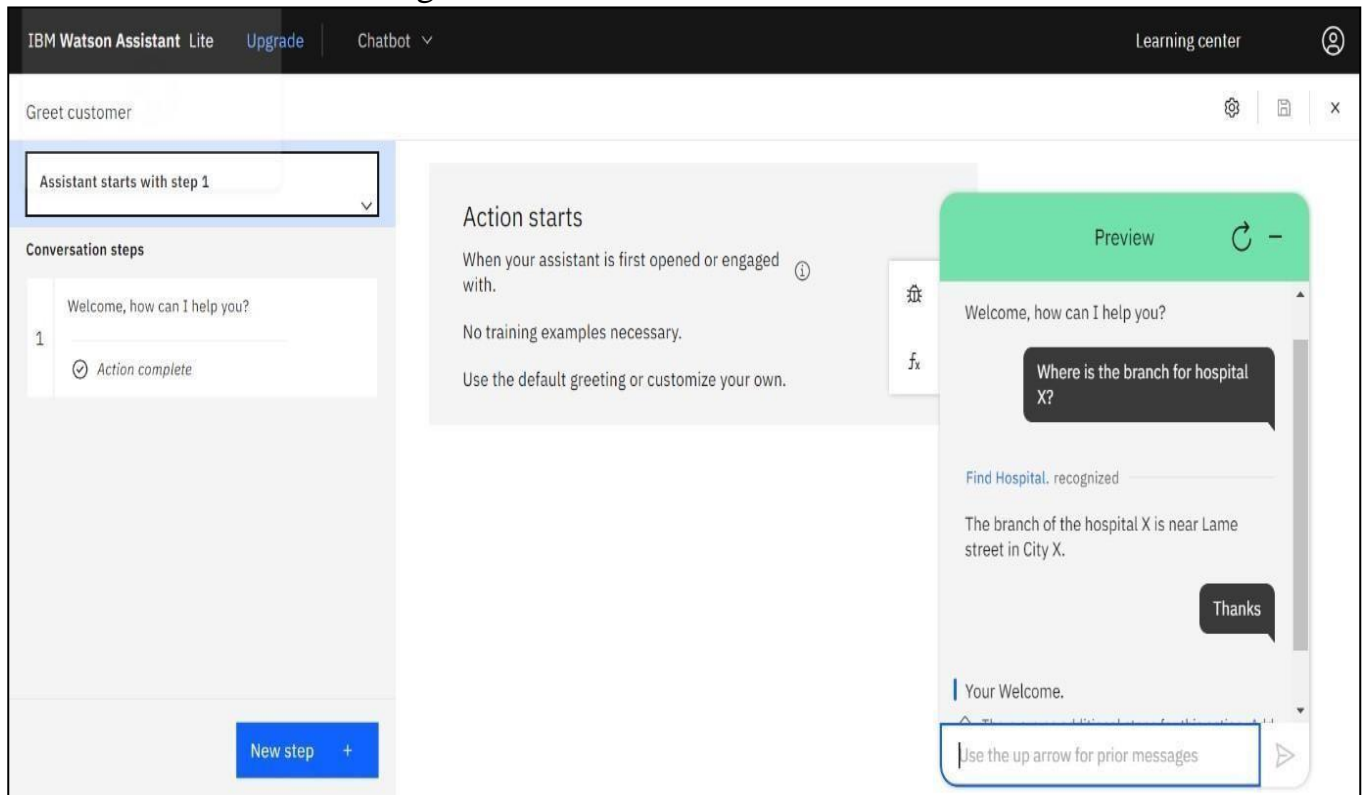 IBM Watson Assistant Lite Upgrade Chatbot Learning center
Greet customer
Assistant starts with step 1
Conversation steps
1
Welcome, how can I help you?
Action complete
New step +
Action starts
When your assistant is first opened or engaged
with.
No training examples necessary.
Use the default greeting or customize your own.
fx
Preview
Welcome, how can I help you?
Where is the branch for hospital
X?
Find Hospital. recognized
The branch of the hospital X is near Lame
street in City X.
Thanks
Your Welcome.
Use the up arrow for prior messages